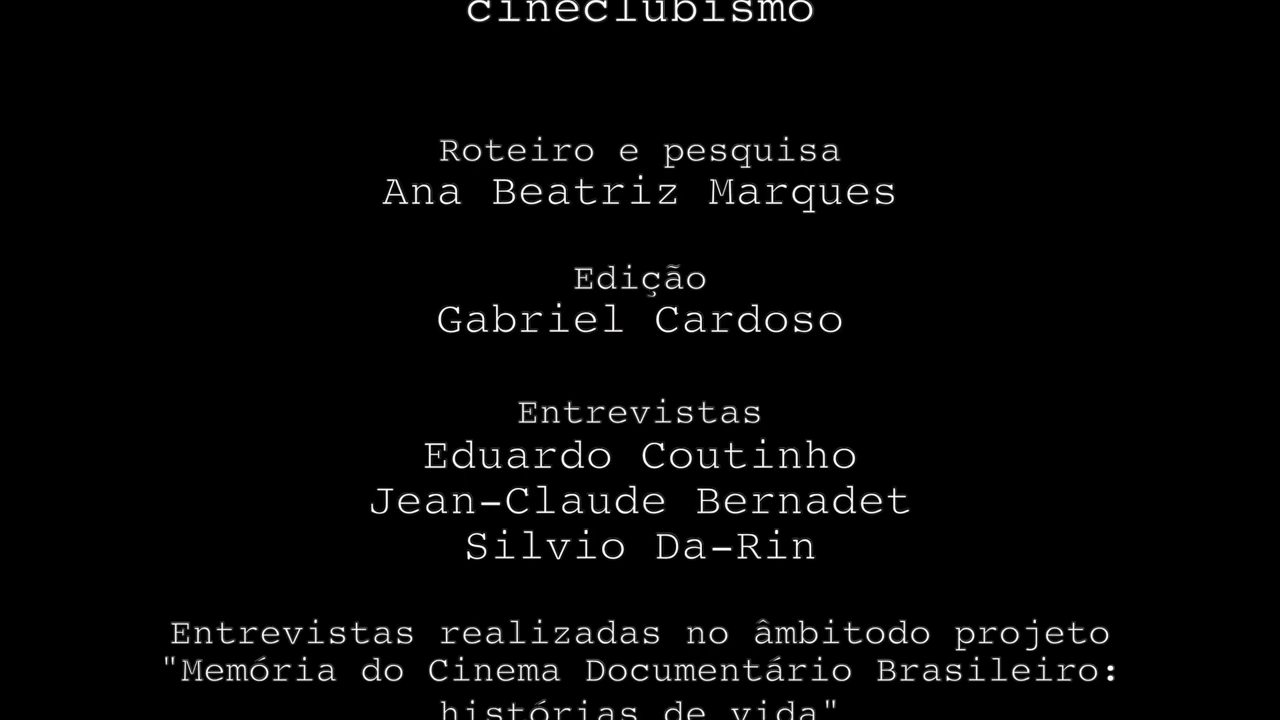 cineclubismo
Roteiro e pesquisa
Ana Beatriz Marques
Edição
Gabriel Cardoso
Entrevistas
Eduardo Coutinho
Jean-Claude Bernadet
Silvio Da-Rin
Entrevistas realizadas no âmbitodo projeto
"Memória do Cinema Documentário Brasileiro:
histórias de vida"